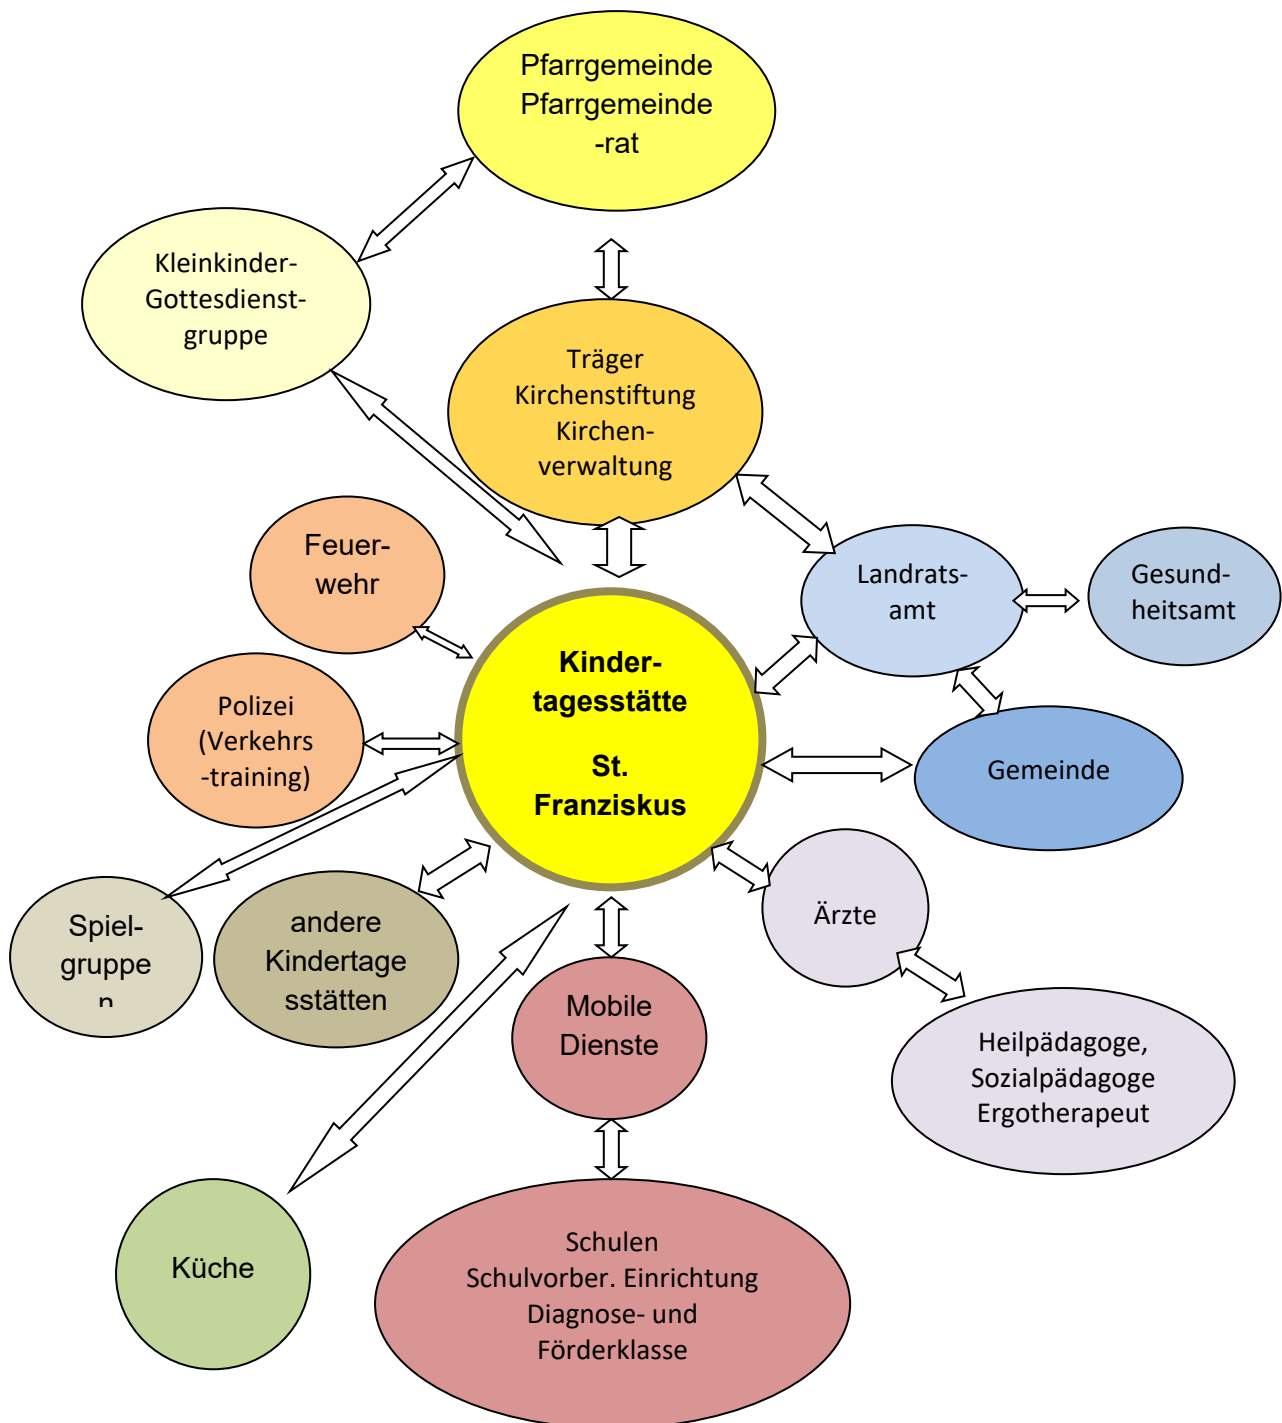 Pfarrgemeinde
Pfarrgemeinde
-rat
Kleinkinder-
Gottesdienst-
gruppe
Träger
Kirchenstiftung
Kirchen-
verwaltung
Feuer-
wehr
Landrats-
amt
Gesund-
heitsamt
Kinder-
tagesstätte
St.
Franziskus
Polizei
(Verkehrs
-training)
Gemeinde
Spiel-
gruppe
n
andere
Kindertage
sstätten
Ärzte
Mobile
Dienste
Heilpädagoge,
Sozialpädagoge
Ergotherapeut
Küche
Schulen
Schulvorber. Einrichtung
Diagnose- und
Förderklasse